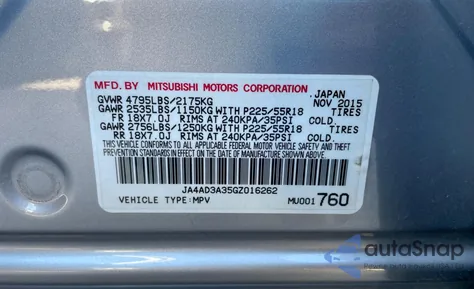 MFD. BY MITSUBISHI MOTORS CORPORATION JAPAN
GVWR 4795LBS/2175KG NOV 2015
GAWR 2535LBS/1150KG WITH P225/55R18 TIRES
FR 18X7.0J RIMS AT 240KPA/35PSI COLD.
GAWR 2756LBS/1250KG WITH P225/55R18 TIRES
RR 18X7.0J RIMS AT 240KPA/35PSI COLD.
THIS VEHICLE CONFORMS TO ALL APPLICABLE FEDERAL MOTOR VEHICLE SAFETY AND THEFT PREVENTION STANDARDS IN EFFECT ON THE DATE OF MANUFACTURE SHOWN ABOVE.
JA4AD3A35GZ016262
VEHICLE TYPE:MPV MU001760
autoSnap